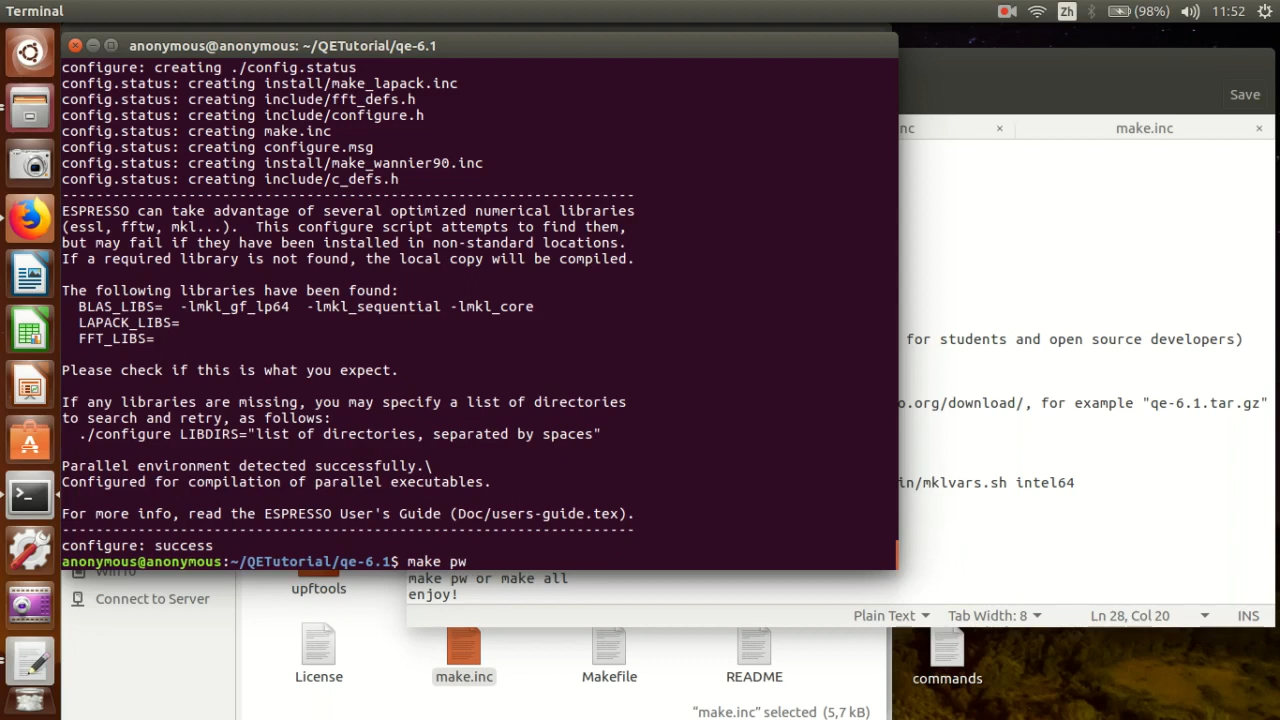 Terminal
Zh
(98%)
11:52
anonymous@anonymous: ~/QETutorial/qe-6.1
configure: creating ./config.status
config.status: creating install/make_lapack.inc
config.status: creating include/fft_defs.h
config.status: creating include/configure.h
config.status: creating make.inc
config.status: creating configure.msg
config.status: creating install/make_wannier90.inc
config.status: creating include/c_defs.h
--------------------------------------------------------------------
ESPRESSO can take advantage of several optimized numerical libraries
(essl, fftw, mkl...).  This configure script attempts to find them,
but may fail if they have been installed in non-standard locations.
If a required library is not found, the local copy will be compiled.
The following libraries have been found:
BLAS_LIBS=  -lmkl_gf_lp64  -lmkl_sequential -lmkl_core
LAPACK_LIBS=
FFT_LIBS=
Please check if this is what you expect.
If any libraries are missing, you may specify a list of directories
to search and retry, as follows:
./configure LIBDIRS="list of directories, separated by spaces"
Parallel environment detected successfully.\
Configured for compilation of parallel executables.
For more info, read the ESPRESSO User's Guide (Doc/users-guide.tex).
--------------------------------------------------------------------
configure: success
anonymous@anonymous:~/QETutorial/qe-6.1$ make pw
Save
nc
make.inc
for students and open source developers)
o.org/download/, for example "qe-6.1.tar.gz"
in/mklvars.sh intel64
make pw or make all
enjoy!
Plain Text
Tab Width: 8
Ln 28, Col 20
INS
Connect to Server
upftools
License
make.inc
Makefile
README
commands
"make.inc" selected (5,7 kB)